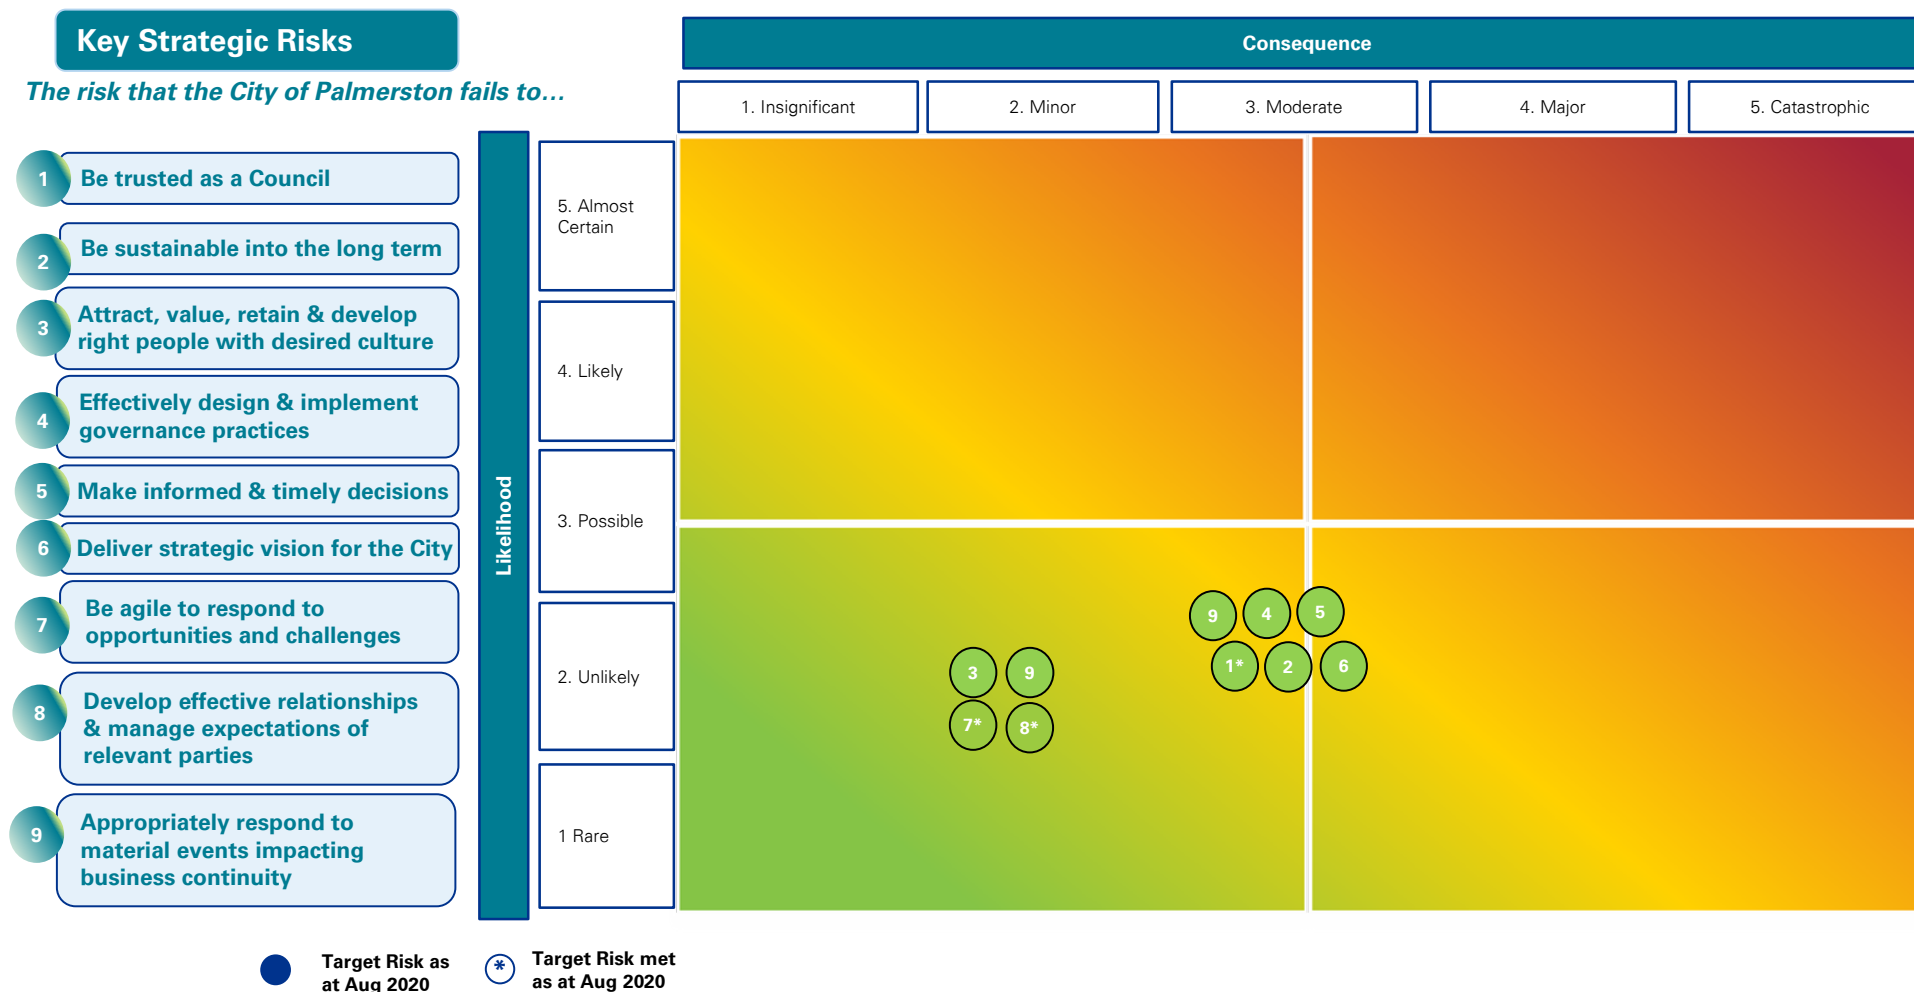 Key Strategic Risks
The risk that the City of Palmerston fails to...
1
Be trusted as a Council
2
Be sustainable into the long term
3
Attract, value, retain & develop
right people with desired culture
4
Effectively design & implement
governance practices
5
Make informed & timely decisions
6
Deliver strategic vision for the City
7
Be agile to respond to
opportunities and challenges
8
Develop effective relationships
& manage expectations of
relevant parties
9
Appropriately respond to
material events impacting
business continuity
Consequence
1. Insignificant
2. Minor
3. Moderate
4. Major
5. Catastrophic
Likelihood
5. Almost
Certain
4. Likely
3. Possible
2. Unlikely
1 Rare
9
4
5
1*
2
6
3
9
7*
8*
Target Risk as
at Aug 2020
*
Target Risk met
as at Aug 2020